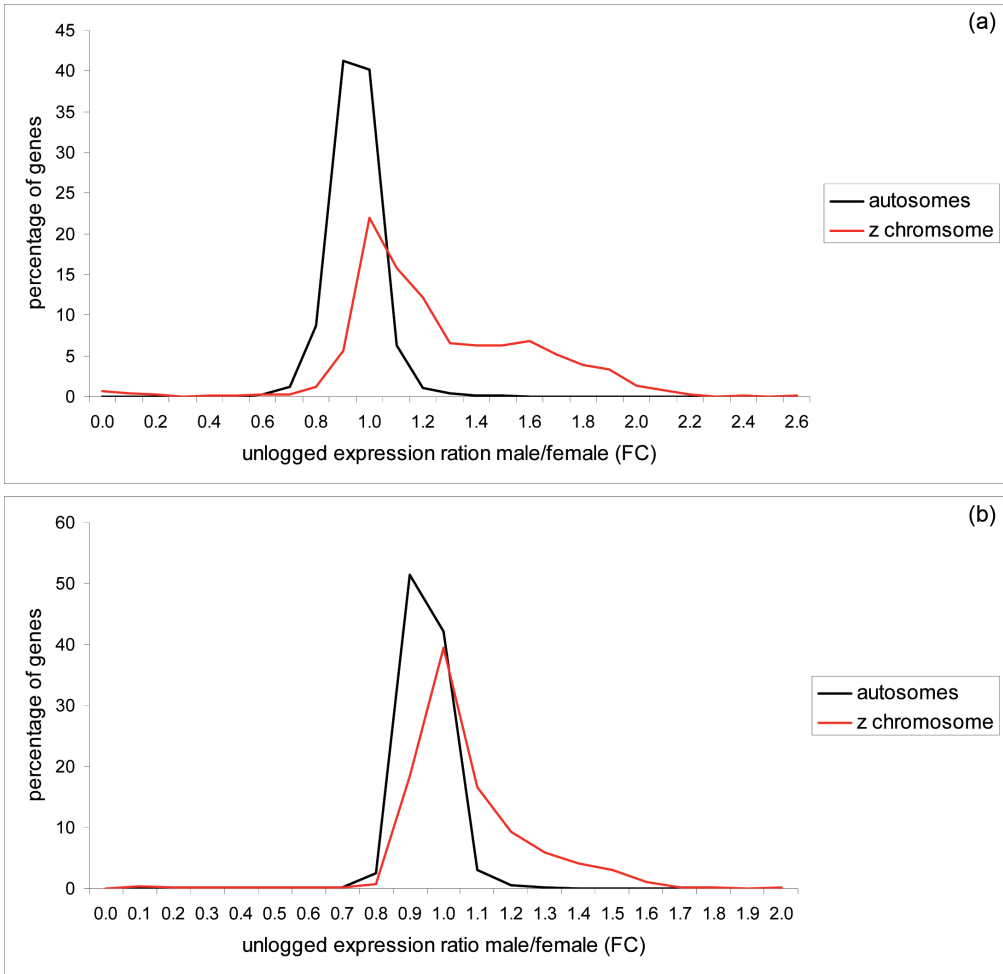 (a)
45
40
35
30
25
20
15
10
5
0
percentage of genes
0.0 0.2 0.4 0.6 0.8 1.0 1.2 1.4 1.6 1.8 2.0 2.2 2.4 2.6
unlogged expression ration male/female (FC)
autosomes
z chromsome
(b)
60
50
40
30
20
10
0
percentage of genes
0.0 0.1 0.2 0.3 0.4 0.5 0.6 0.7 0.8 0.9 1.0 1.1 1.2 1.3 1.4 1.5 1.6 1.7 1.8 1.9 2.0
unlogged expression ratio male/female (FC)
autosomes
z chromosome